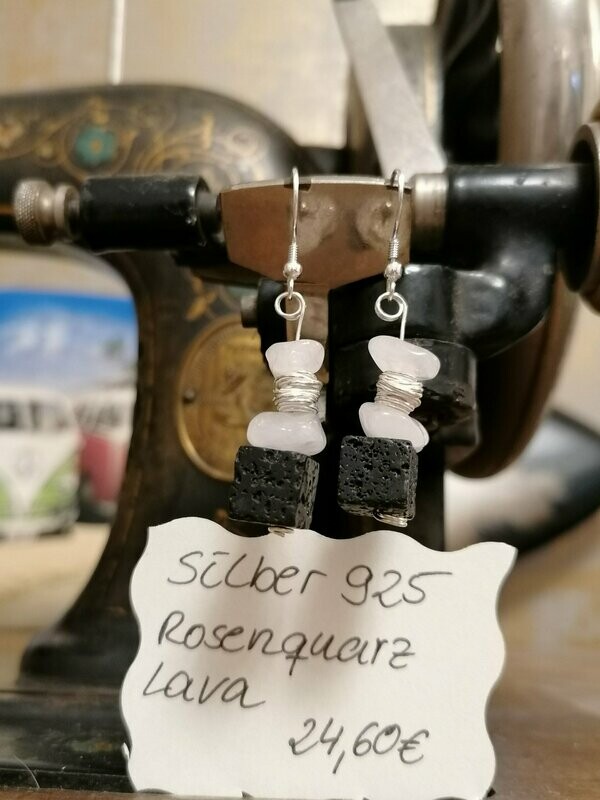 Silber 925
Rosenquarz
Lava
24,60€